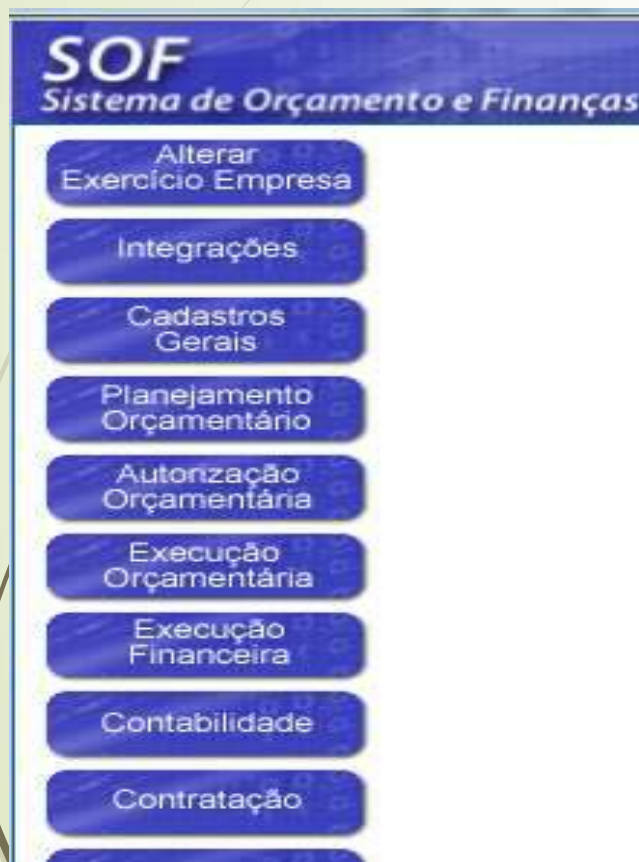 SOF
Sistema de Orçamento e Finanças
Alterar
Exercício Empresa
Integrações
Cadastros
Gerais
Planejamento
Orçamentário
Autorização
Orçamentária
Execução
Orçamentária
Execução
Financeira
Contabilidade
Contratação